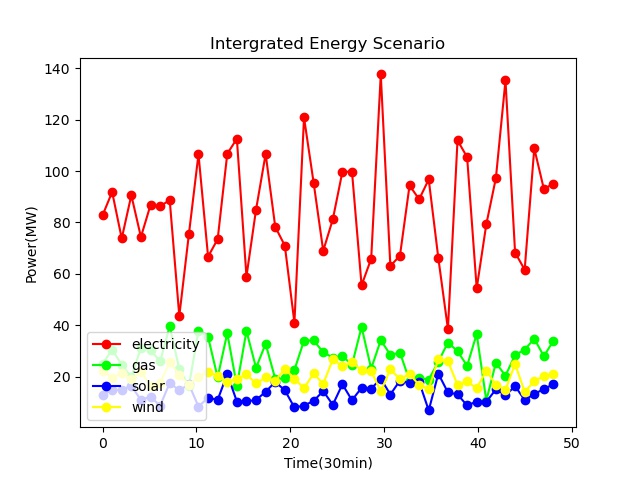 Intergrated Energy Scenario
Power(MW)
140
120
100
80
60
40
20
electricity
gas
solar
wind
0 10 20 30 40 50
Time(30min)